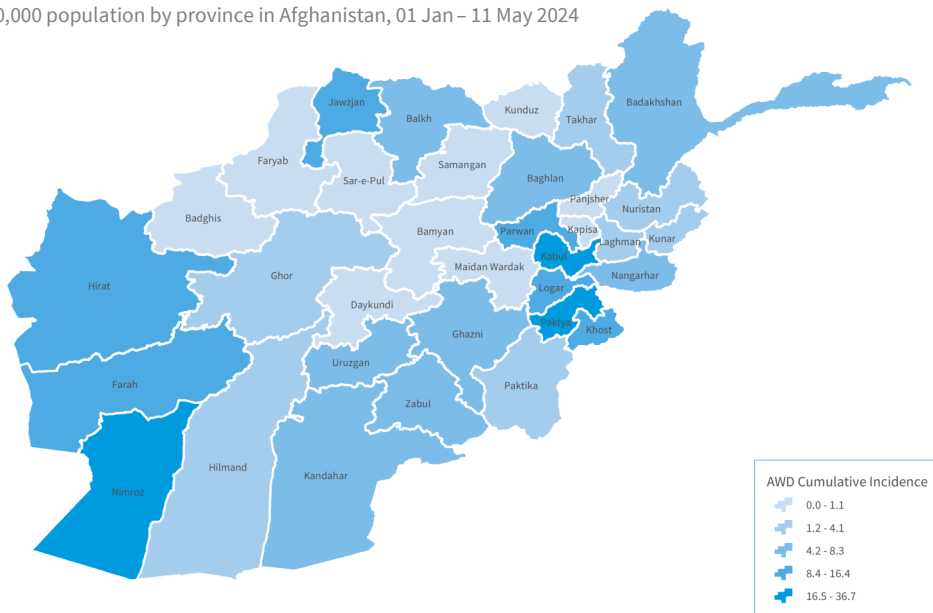 0,000 population by province in Afghanistan, 01 Jan – 11 May 2024
Jawzjan
Balkh
Kunduz
Takhar
Badakhshan
Faryab
Sar-e-Pul
Samangan
Baghlan
Panjsher
Nuristan
Badghis
Bamyan
Parwan
Kapisa
Laghman
Kunar
Kabul
Hirat
Ghor
Maidan Wardak
Nangarhar
Logar
Daykundi
Paktya
Khost
Ghazni
Uruzgan
Farah
Paktika
Zabul
Hilmand
Kandahar
Nimroz
AWD Cumulative Incidence
0.0 - 1.1
1.2 - 4.1
4.2 - 8.3
8.4 - 16.4
16.5 - 36.7